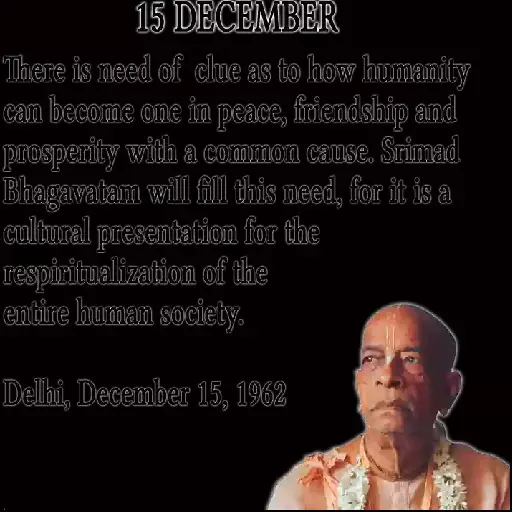 15 DECEMBER
There is need of clue as to how humanity
can become one in peace, friendship and
prosperity with a common cause. Srimad
Bhagavatam will fill this need, for it is a
cultural presentation for the
respiritualization of the
entire human society.
Delhi, December 15, 1962